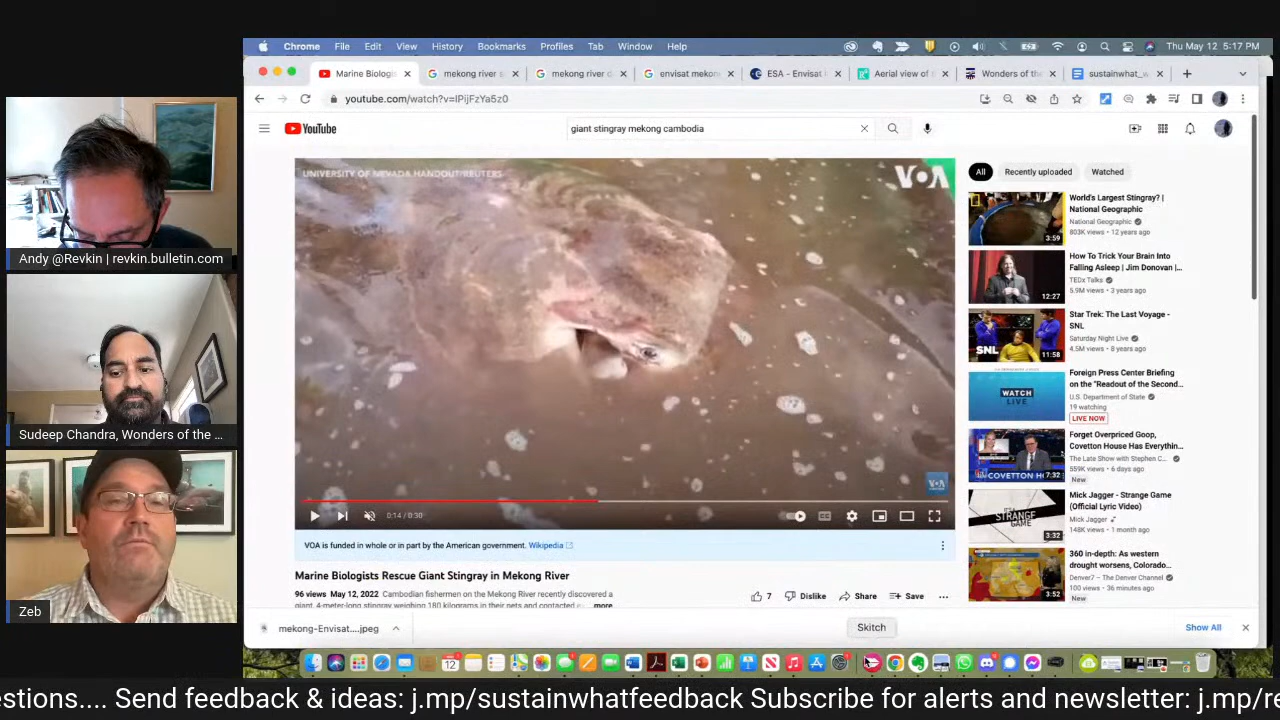 Chrome File Edit View History Bookmarks Profiles Tab Window Help Thu May 12 5:17 PM
Marine Biologis mekong river s mekong river envisat mekon ESA - Envisat Aerial view of Wonders of the sustainwhat_w
youtube.com/watch?v=IPijFzYa5z0
YouTube giant stingray mekong cambodia
UNIVERSITY OF NEVADA HANDOUT/REUTERS
VOA
VOA
0:14 / 0:30
VOA is funded in whole or in part by the American government. Wikipedia
Marine Biologists Rescue Giant Stingray in Mekong River
96 views May 12, 2022 Cambodian fishermen on the Mekong River recently discovered a
giant, 4-meter-long stingray weighing 180 kilograms in their nets and contacted ...more
7 Dislike Share Save
All Recently uploaded Watched
World's Largest Stingray? |
National Geographic
National Geographic
803K views • 12 years ago
3:59
How To Trick Your Brain Into
Falling Asleep | Jim Donovan |...
TEDx Talks
5.9M views • 3 years ago
12:27
Star Trek: The Last Voyage -
SNL
Saturday Night Live
4.5M views • 8 years ago
SNL
11:58
Foreign Press Center Briefing
on the "Readout of the Second...
U.S. Department of State
19 watching
LIVE NOW
WATCH
LIVE
Forget Overpriced Goop,
Covetton House Has Everythin...
The Late Show with Stephen C...
559K views • 6 days ago
New
COVETTON HOUSE
7:32
Mick Jagger - Strange Game
(Official Lyric Video)
Mick Jagger
148K views • 1 month ago
STRANGE
GAME
3:32
360 in-depth: As western
drought worsens, Colorado...
Denver7 – The Denver Channel
100 views • 36 minutes ago
New
3:52
mekong-Envisat....jpeg
Skitch
Show All
Andy @Revkin | revkin.bulletin.com
Sudeep Chandra, Wonders of the ...
Zeb
estions.... Send feedback & ideas: j.mp/sustainwhatfeedback Subscribe for alerts and newsletter: j.mp/re